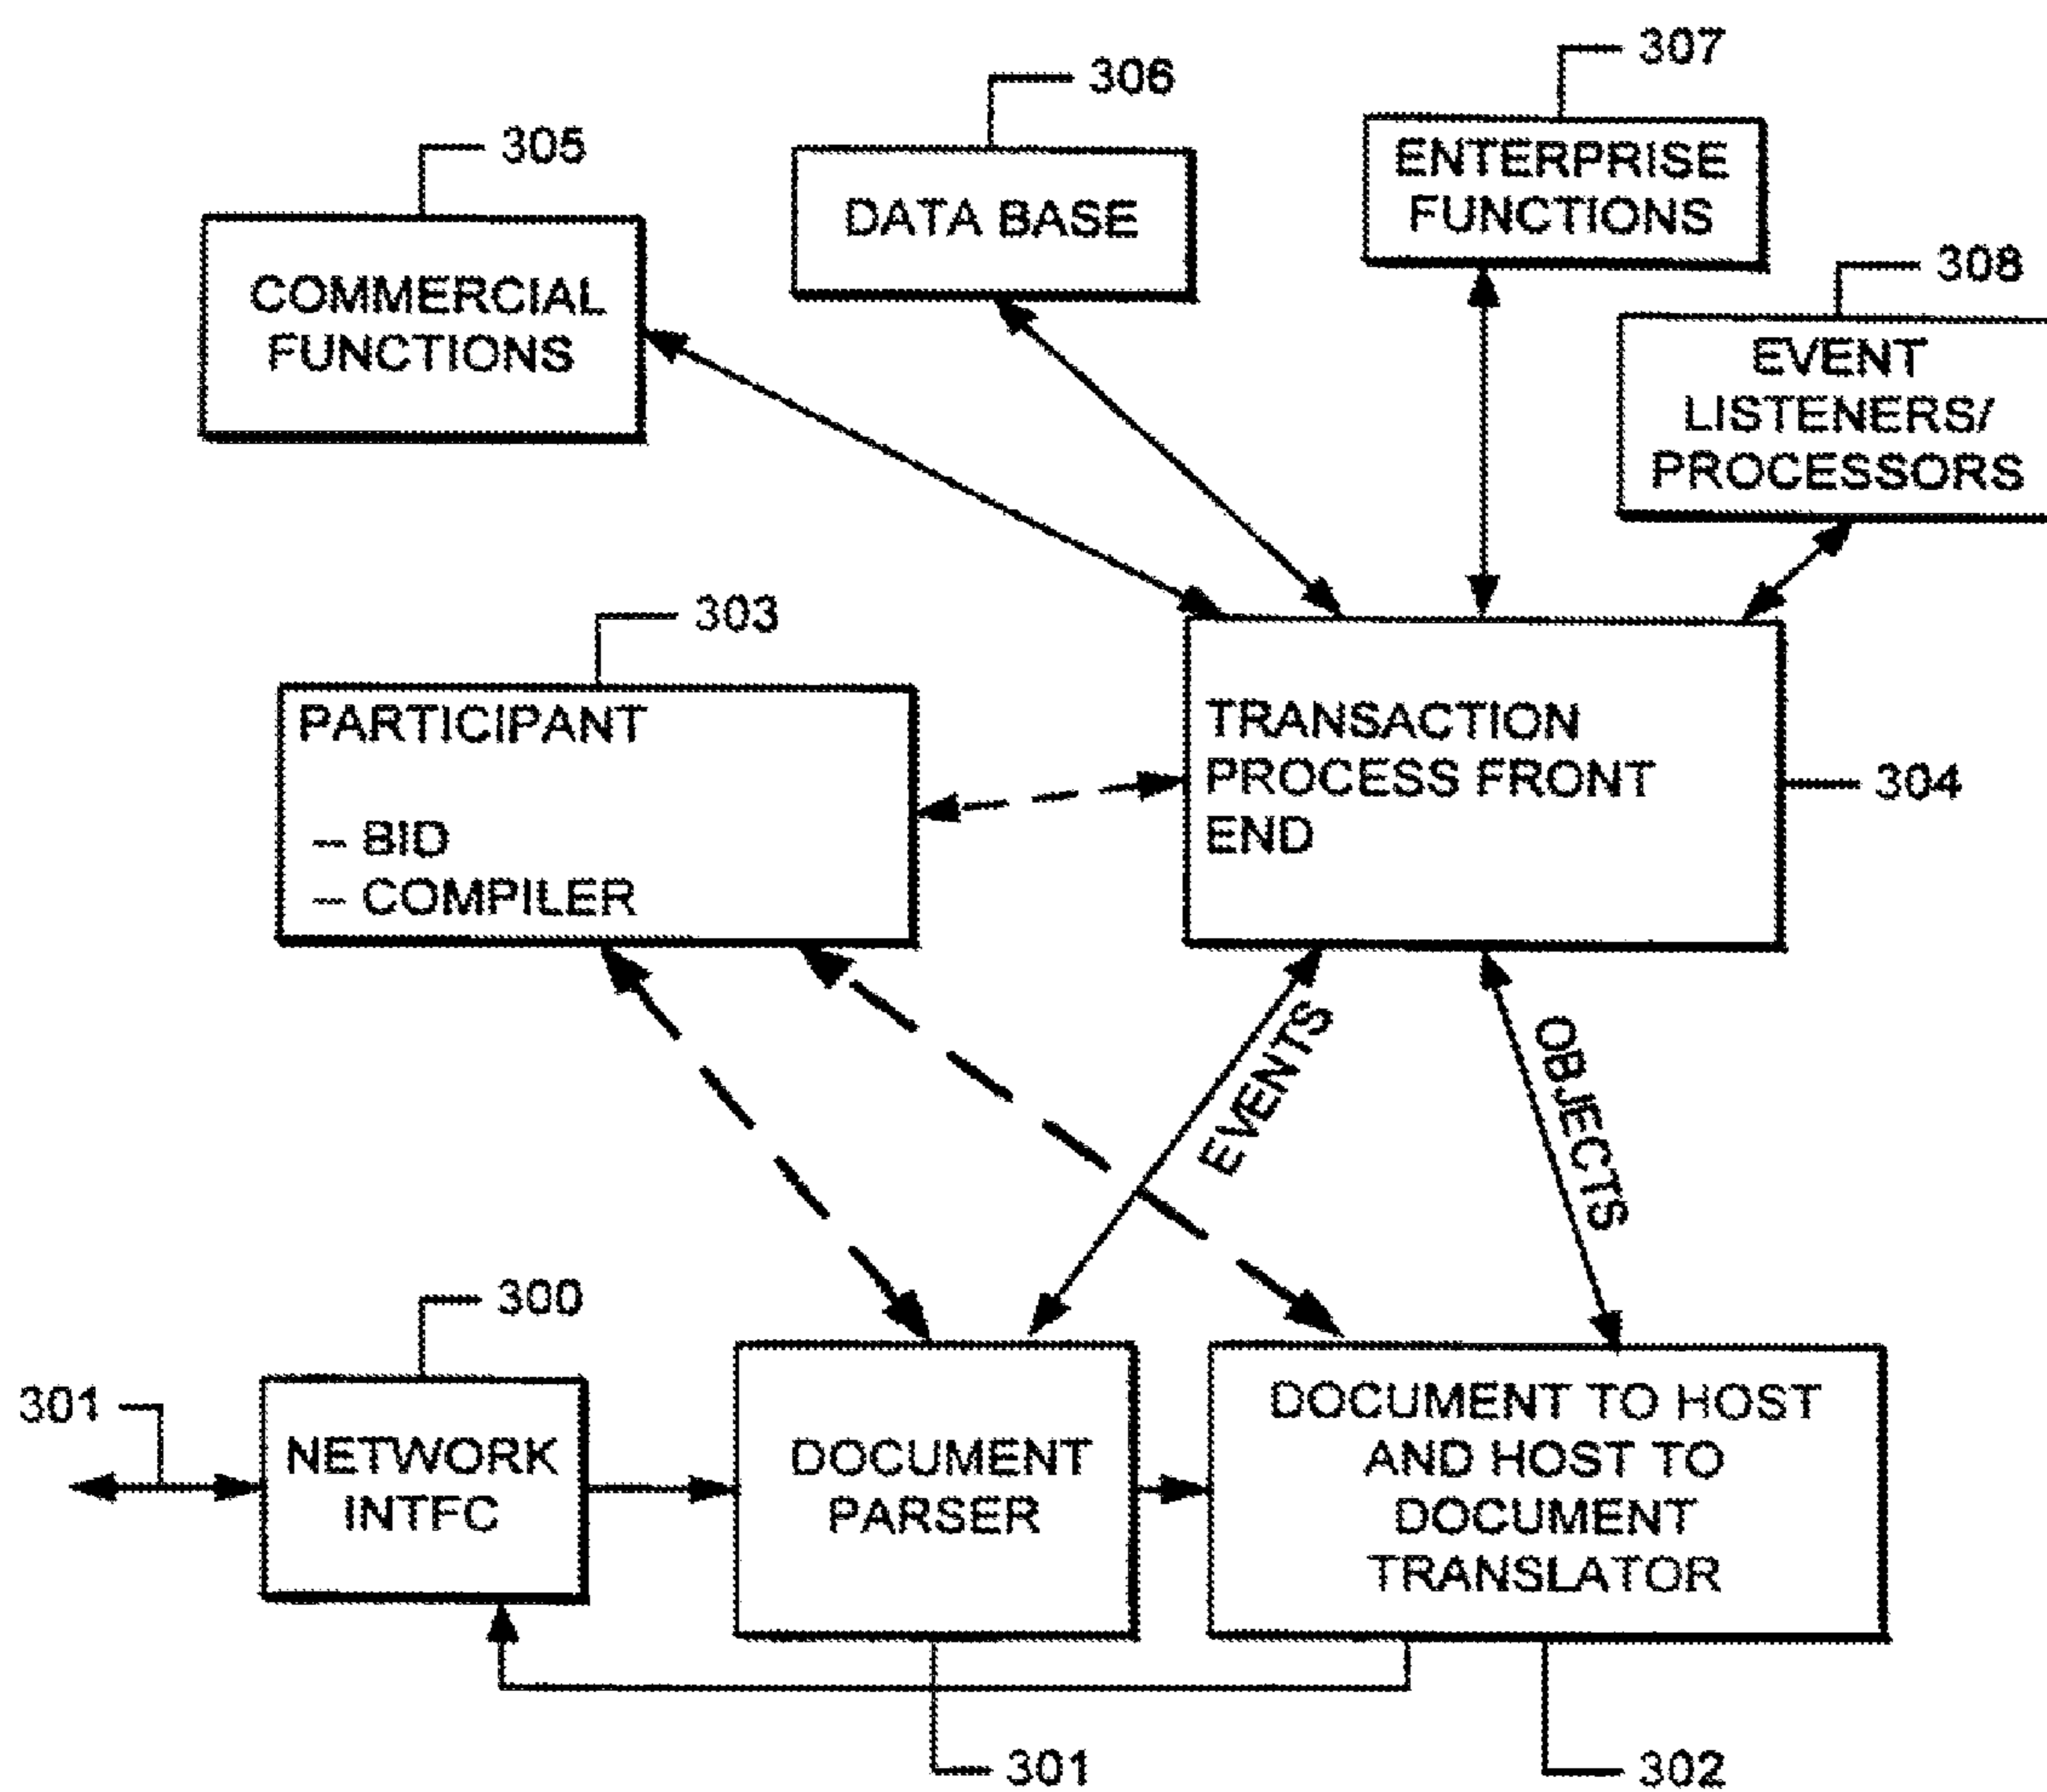 307
306
305
ENTERPRISE
FUNCTIONS
DATA BASE
308
COMMERCIAL
FUNCTIONS
EVENT
LISTENERS/
PROCESSORS
303
PARTICIPANT
-- BID
-- COMPILER
TRANSACTION
PROCESS FRONT
END
304
EVENTS
OBJECTS
300
301
NETWORK
INTFC
DOCUMENT
PARSER
DOCUMENT TO HOST
AND HOST TO
DOCUMENT
TRANSLATOR
301
302